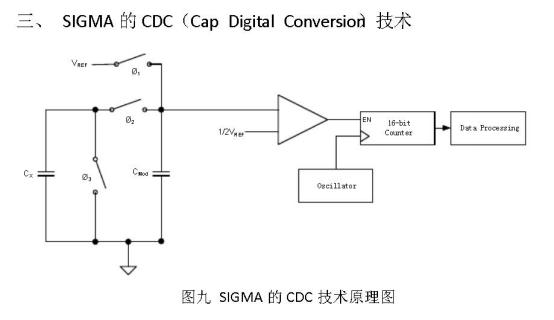 三、 SIGMA 的 CDC（Cap Digital Conversion）技术
VREF
Ø1
Ø2
1/2VREF
EN
16-bit
Counter
Data Processing
CX
Ø3
CMod
Oscillator
图九 SIGMA 的 CDC 技术原理图